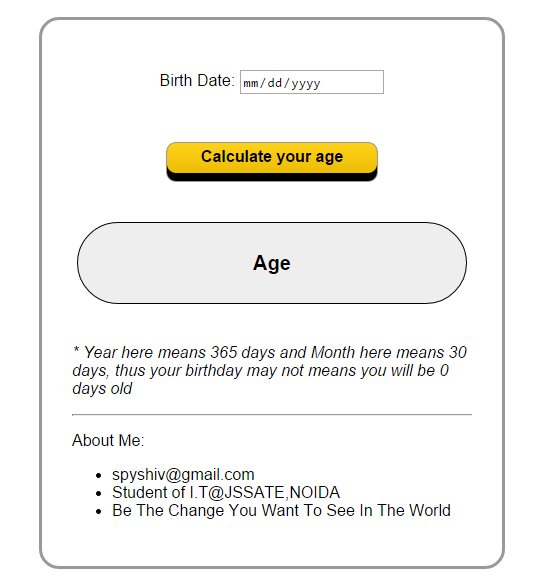 Birth Date: mm/dd/yyyy
Calculate your age
Age
* Year here means 365 days and Month here means 30
days, thus your birthday may not means you will be 0
days old
About Me:
• spyshiv@gmail.com
• Student of I.T@JSSATE,NOIDA
• Be The Change You Want To See In The World